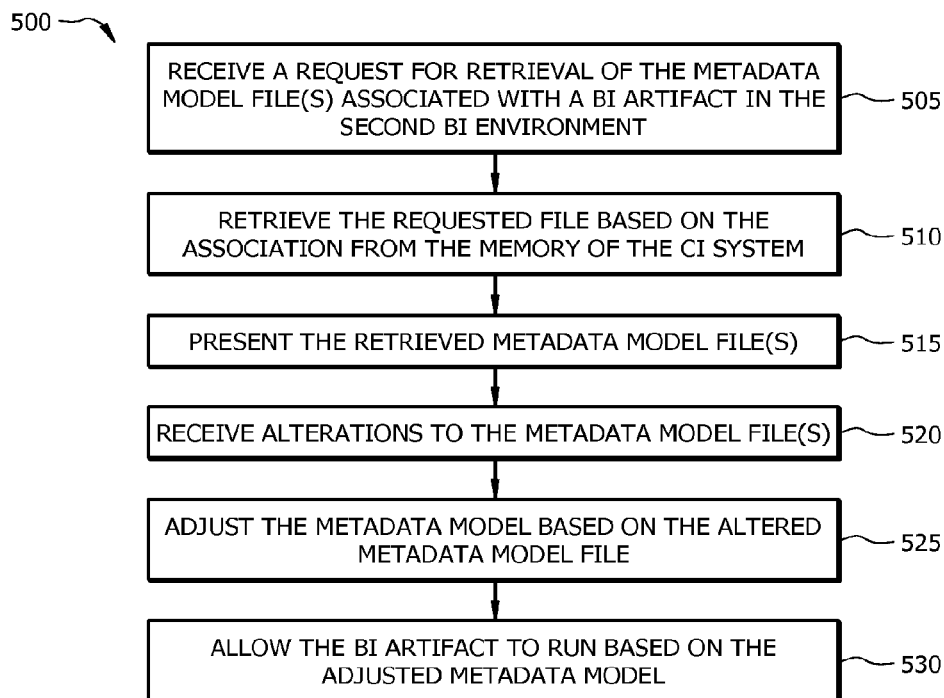 500
RECEIVE A REQUEST FOR RETRIEVAL OF THE METADATA
MODEL FILE(S) ASSOCIATED WITH A BI ARTIFACT IN THE
SECOND BI ENVIRONMENT
505
RETRIEVE THE REQUESTED FILE BASED ON THE
ASSOCIATION FROM THE MEMORY OF THE CI SYSTEM
510
PRESENT THE RETRIEVED METADATA MODEL FILE(S)
515
RECEIVE ALTERATIONS TO THE METADATA MODEL FILE(S)
520
ADJUST THE METADATA MODEL BASED ON THE ALTERED
METADATA MODEL FILE
525
ALLOW THE BI ARTIFACT TO RUN BASED ON THE
ADJUSTED METADATA MODEL
530